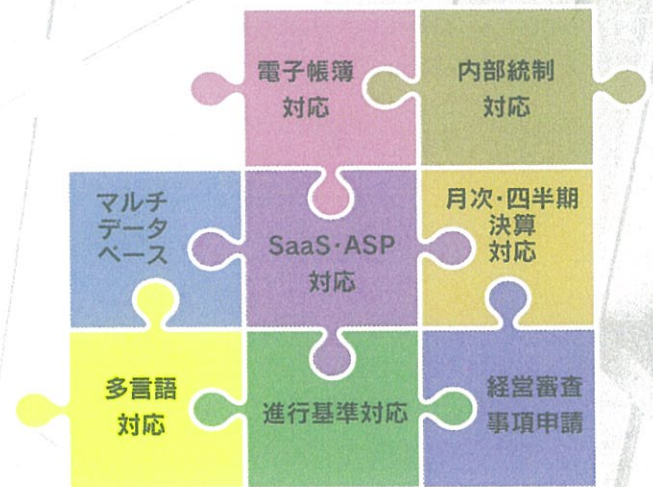 電子帳簿
対応
内部統制
対応
マルチ
データ
ベース
SaaS・ASP
対応
月次・四半期
決算
対応
多言語
対応
進行基準対応
経営審査
事項申請